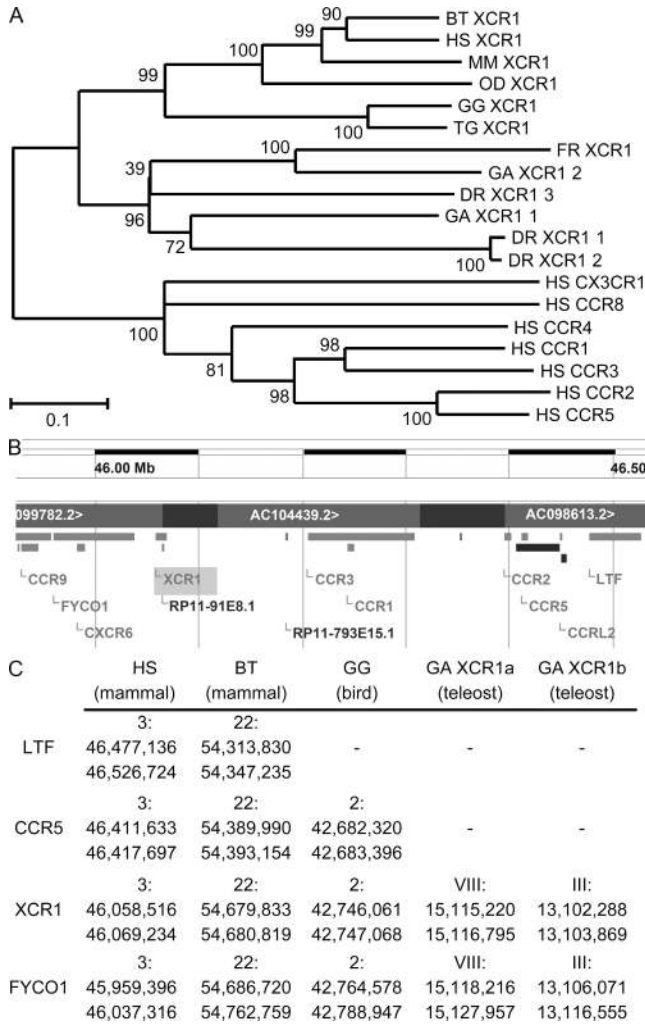 A
90
BT XCR1
99
HS XCR1
100
MM XCR1
99
OD XCR1
GG XCR1
100
TG XCR1
100
FR XCR1
39
GA XCR1 2
DR XCR1 3
96
GA XCR1 1
72
DR XCR1 1
100
DR XCR1 2
HS CX3CR1
HS CCR8
100
HS CCR4
98
HS CCR1
81
HS CCR3
98
HS CCR2
100
HS CCR5
0.1
B
46.00 Mb
46.50
099782.2>
AC104439.2>
AC098613.2>
CCR9
XCR1
CCR3
CCR2
LTF
FYCO1
RP11-91E8.1
CCR1
CCR5
CXCR6
RP11-793E15.1
CCRL2
C
HS BT GG GA XCR1a GA XCR1b
(mammal) (mammal) (bird) (teleost) (teleost)
3: 22:
LTF 46,477,136 54,313,830 - - -
46,526,724 54,347,235
3: 22: 2:
CCR5 46,411,633 54,389,990 42,682,320 - -
46,417,697 54,393,154 42,683,396
3: 22: 2: VIII: III:
XCR1 46,058,516 54,679,833 42,746,061 15,115,220 13,102,288
46,069,234 54,680,819 42,747,068 15,116,795 13,103,869
3: 22: 2: VIII: III:
FYCO1 45,959,396 54,686,720 42,764,578 15,118,216 13,106,071
46,037,316 54,762,759 42,788,947 15,127,957 13,116,555